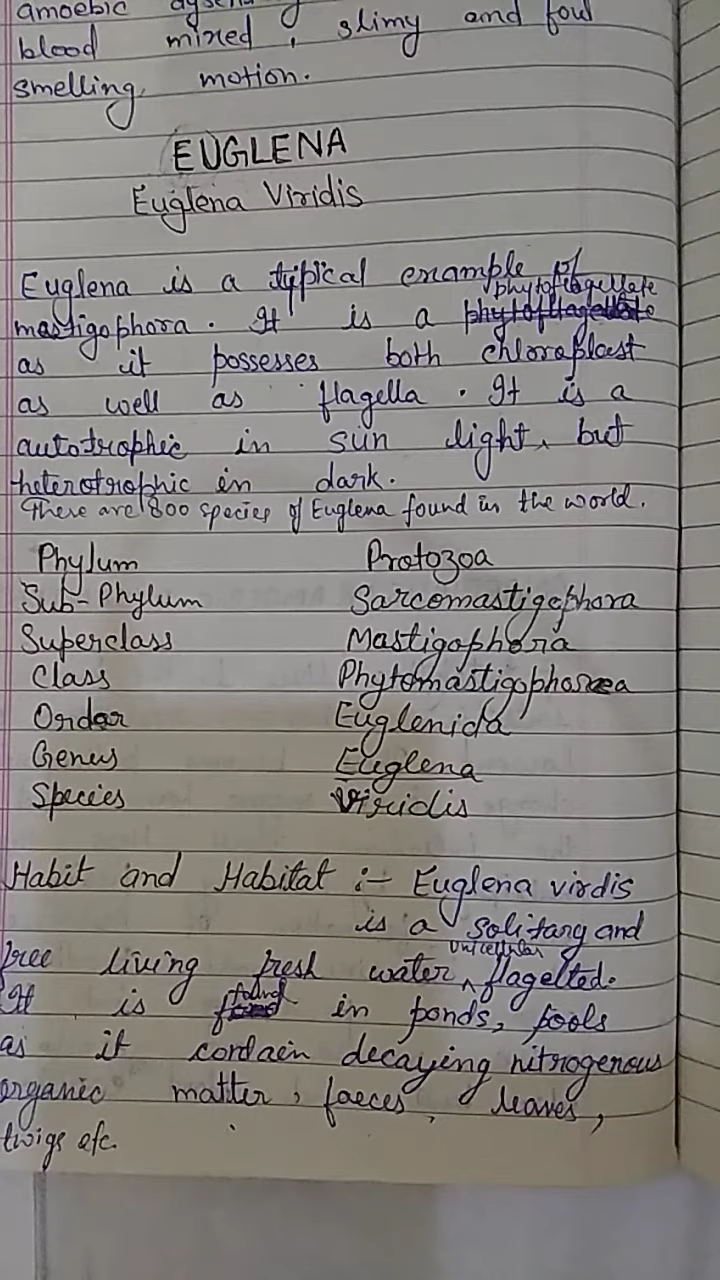 amoebic
blood mixed, slimy and foul
smelling, motion.
EUGLENA
Euglena Viridis
Euglena is a typical example of
phytoflagellate
mastigophora. It is a phytoflagellate
as it possesses both chloroplast
as well as flagella. It is a
autotrophic in sun light, but
heterotrophic in dark.
There are 800 species of Euglena found in the world.
Phylum Protozoa
Sub-Phylum Sarcomastigophora
Superclass Mastigophora
Class Phytomastigophorea
Order Euglenida
Genus Euglena
Species Viridis
Habit and Habitat :- Euglena virdis
is a solitary and
unicellular
free living fresh water ^ flagelted.
found
It is in ponds, pools
as it contain decaying nitrogenous
organic matter, faeces, leaves,
twigs etc.